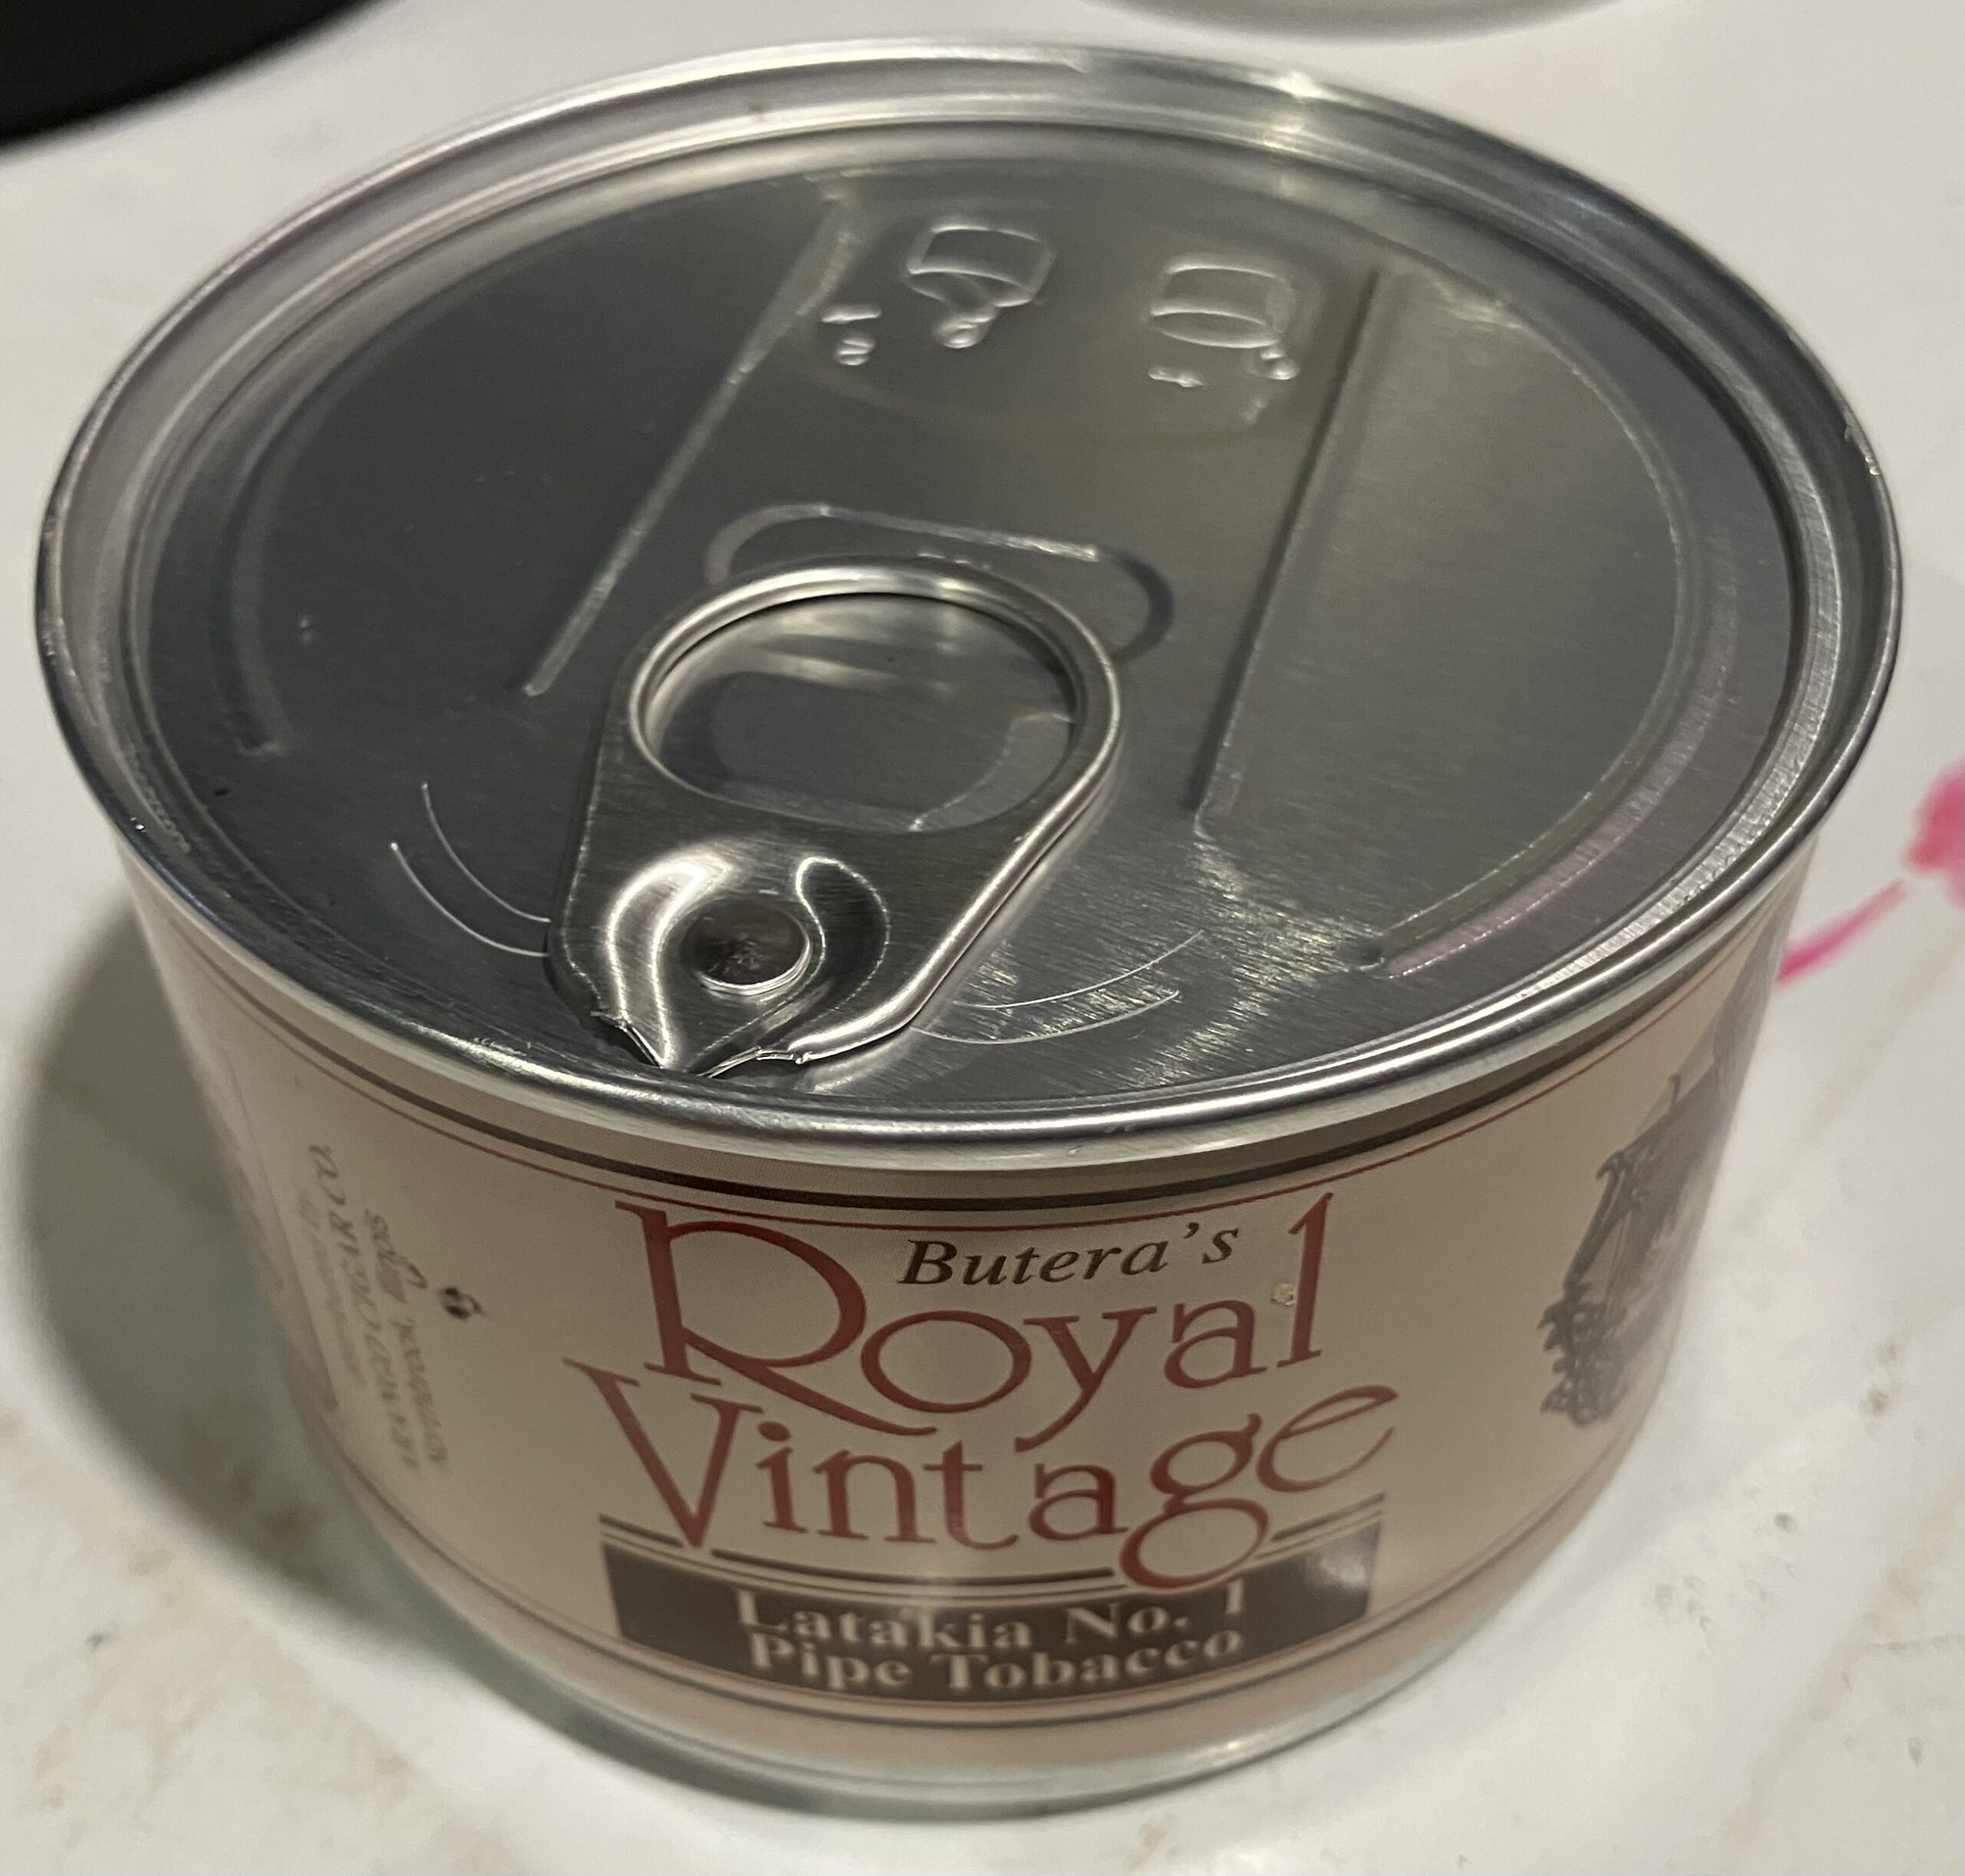 Butera's
Royal
Vintage
Latakia No. 1
Pipe Tobacco